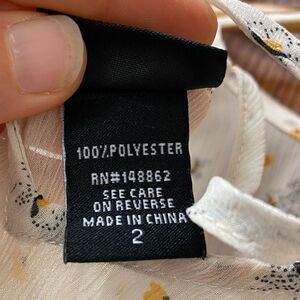 100% POLYESTER
RN#148862
SEE CARE
ON REVERSE
MADE IN CHINA
2